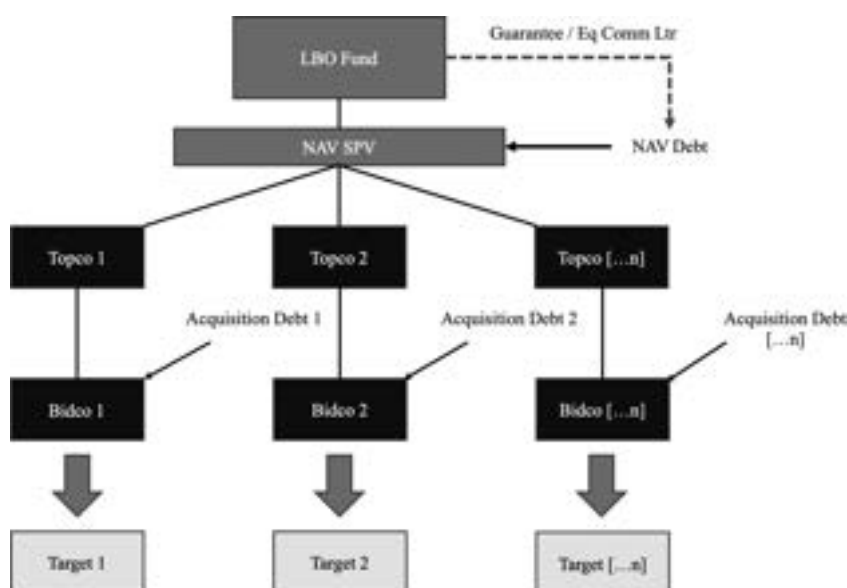 Guarantee / Eq Comm Ltr
LBO Fund
NAV SPV
NAV Debt
Topco 1
Topco 2
Topco [...n]
Acquisition Debt 1
Acquisition Debt 2
Acquisition Debt
[...n]
Bidco 1
Bidco 2
Bidco [...n]
Target 1
Target 2
Target [...n]